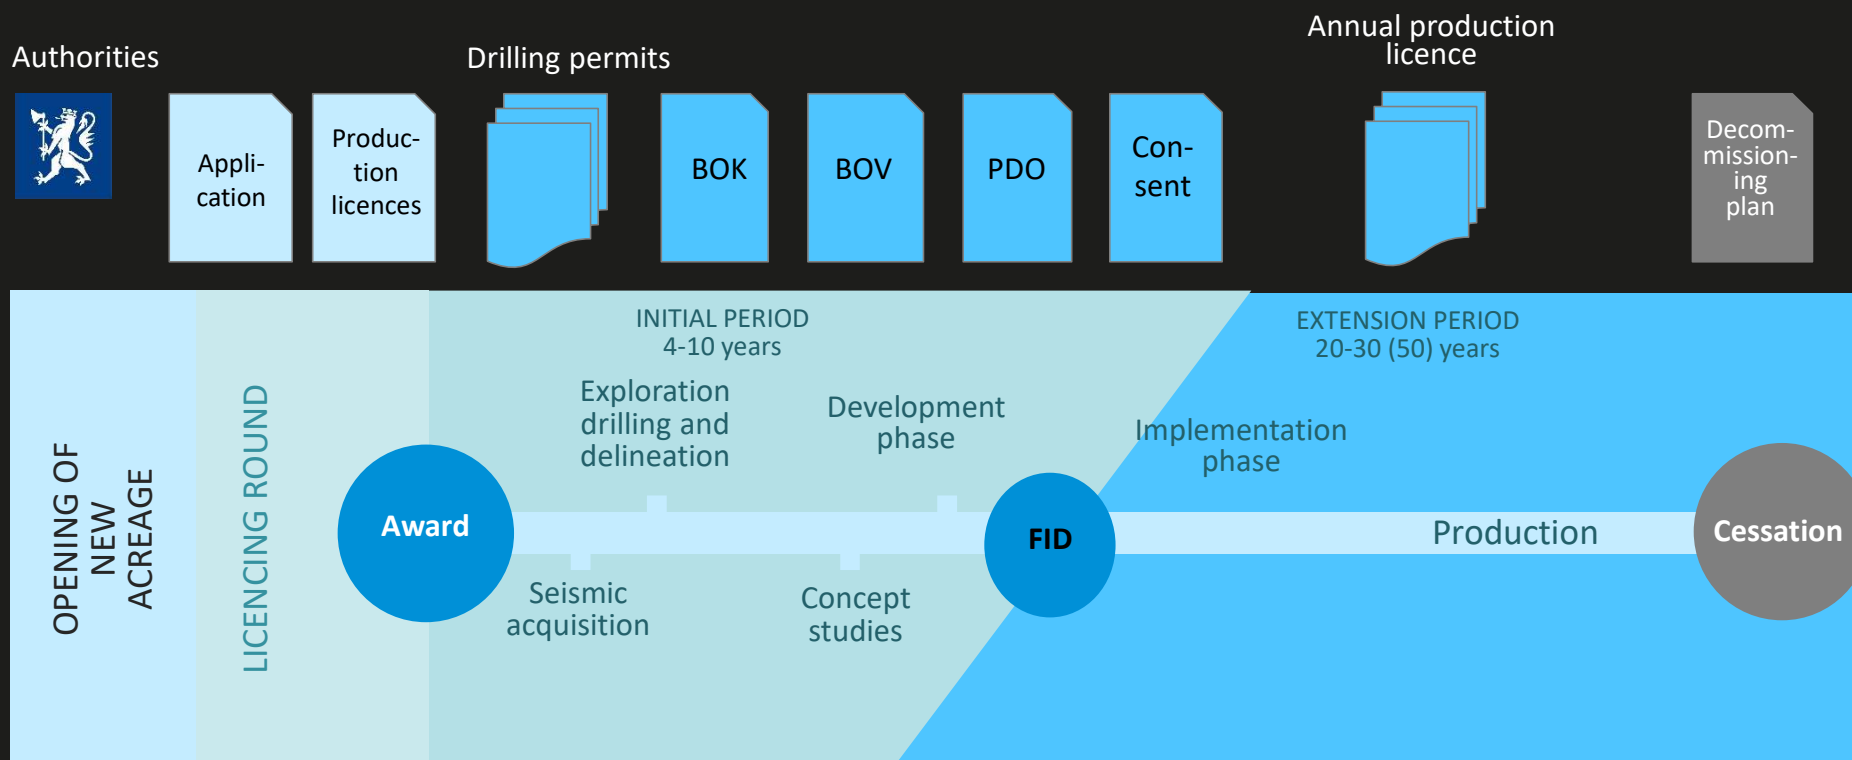 Authorities
Drilling permits
Annual production
licence
Appli-
cation
Produc-
tion
licences
BOK
BOV
PDO
Con-
sent
Decom-
mission-
ing
plan
OPENING OF
NEW
ACREAGE
LICENCING ROUND
INITIAL PERIOD
4-10 years
EXTENSION PERIOD
20-30 (50) years
Exploration
drilling and
delineation
Development
phase
Implementation
phase
Award
FID
Production
Cessation
Seismic
acquisition
Concept
studies